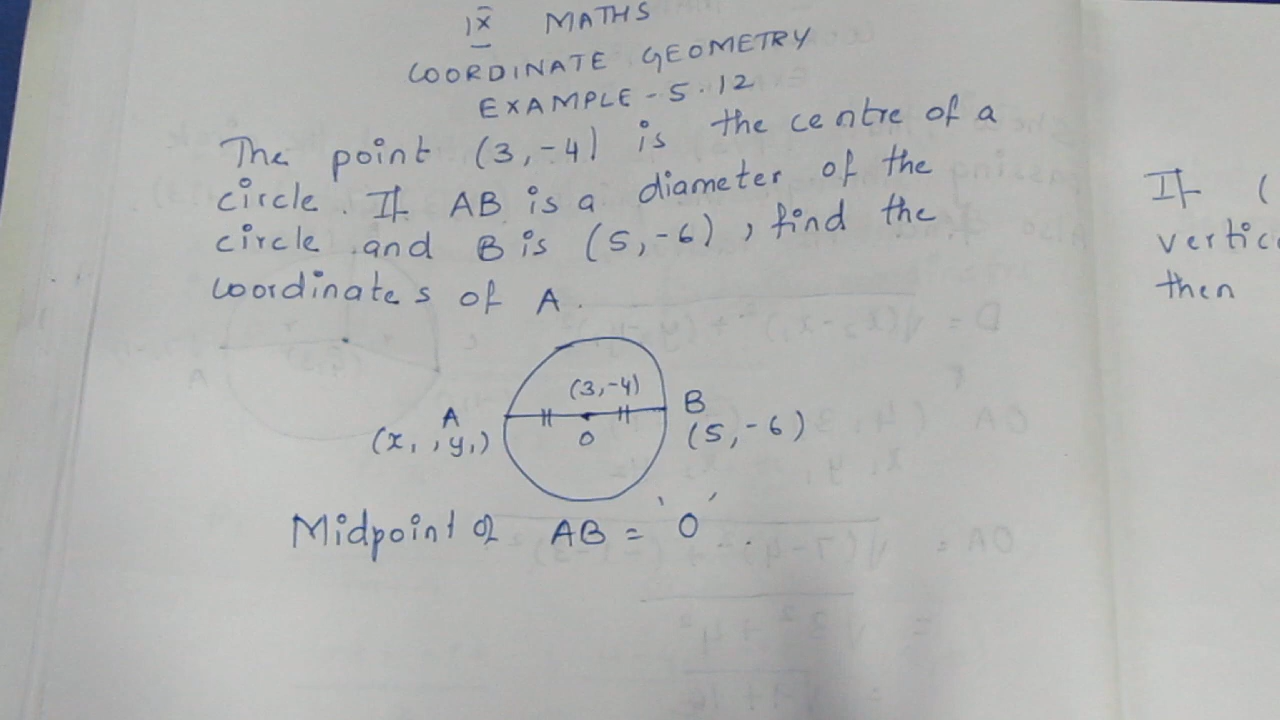 IX MATHS
COORDINATE GEOMETRY
EXAMPLE - 5.12
The point (3,-4) is the centre of a
circle. If AB is a diameter of the
circle and B is (5,-6), find the
coordinates of A.
(3,-4)
A
B
(x₁, y₁)
O
(5,-6)
Midpoint of AB = 'O'.
If (
vertic
then